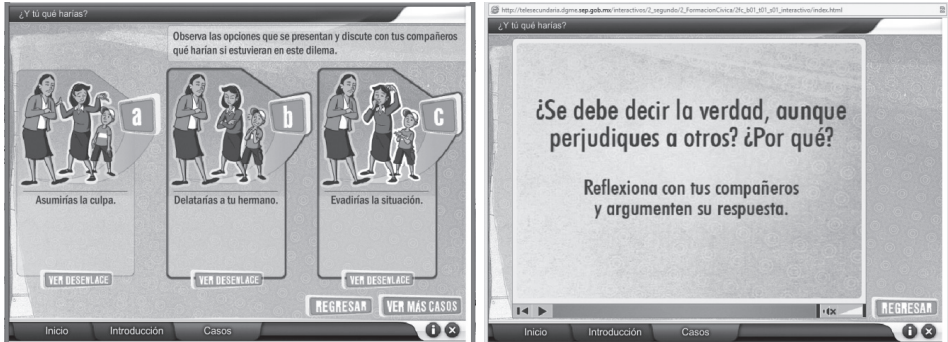 ¿Y tú qué harías?
Observa las opciones que se presentan y discute con tus compañeros
qué harían si estuvieran en este dilema.
a
b
c
Asumirías la culpa.
Delatarías a tu hermano.
Evadirías la situación.
VER DESENLACE
VER DESENLACE
VER DESENLACE
REGRESAR
VER MÁS CASOS
Inicio
Introducción
Casos
i
http://telesecundaria.dgme.sep.gob.mx/interactivos/2_segundo/2_FormacionCivica/2fc_b01_t01_s01_interactivo/index.html
¿Y tú qué harías?
¿Se debe decir la verdad, aunque
perjudiques a otros? ¿Por qué?
Reflexiona con tus compañeros
y argumenten su respuesta.
REGRESAR
Inicio
Introducción
Casos
i